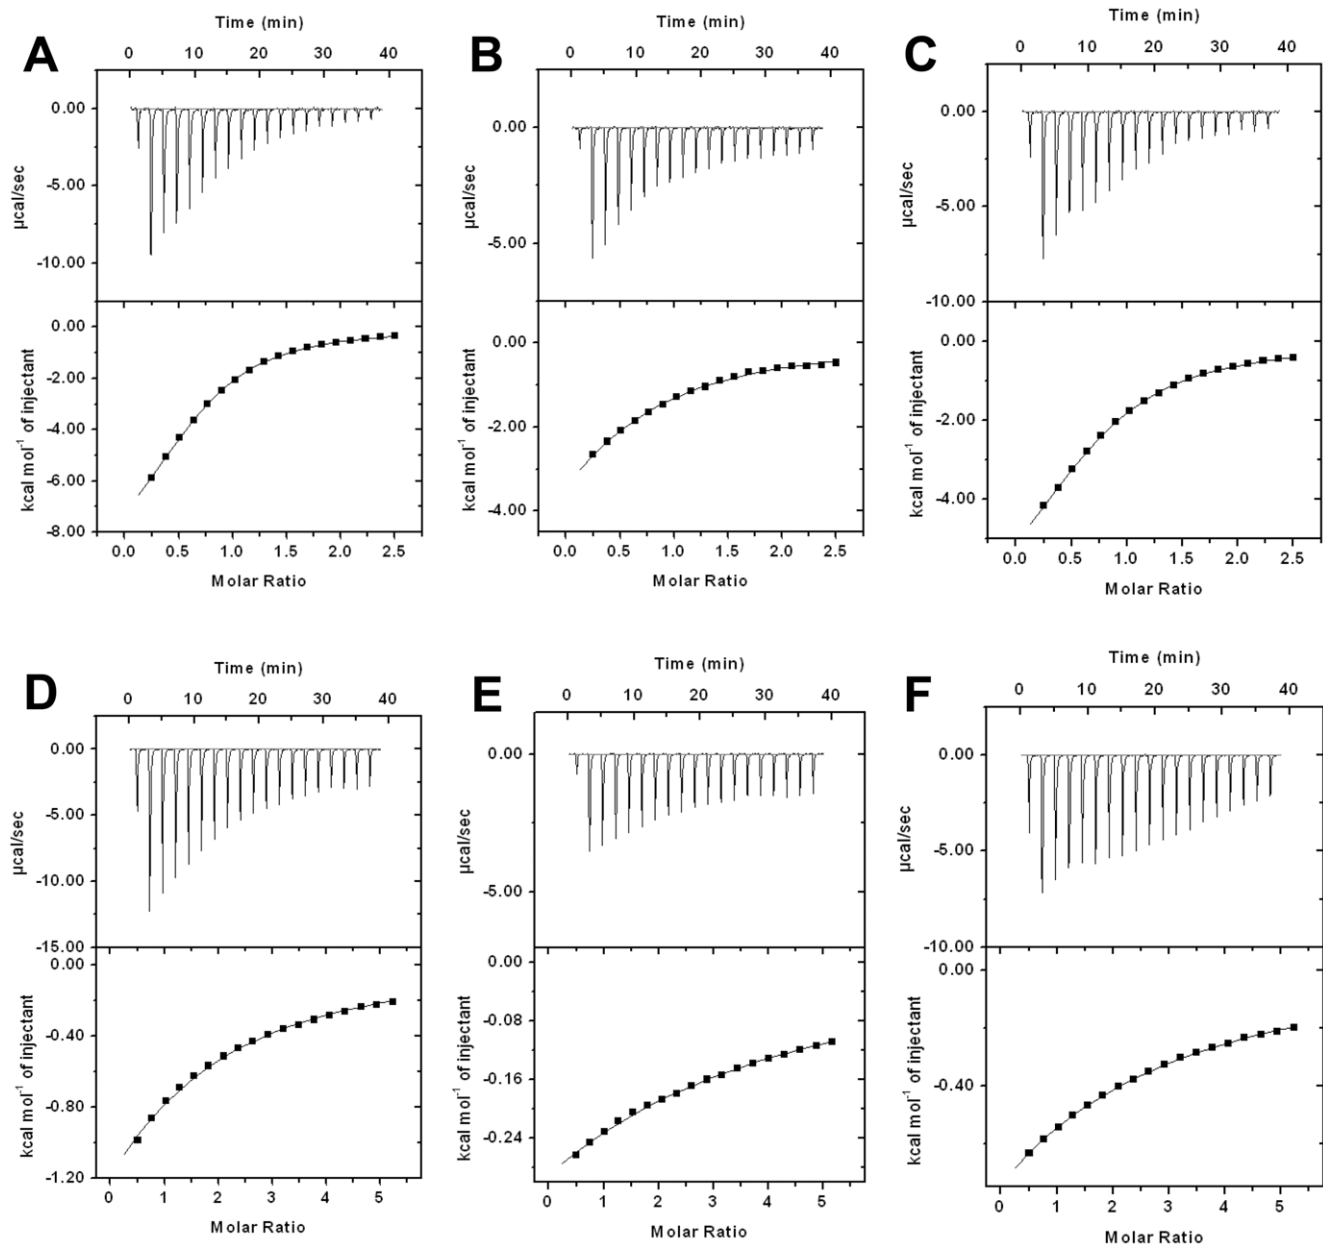 A
Time (min)
0 10 20 30 40
0.00
-5.00
-10.00
µcal/sec
0.00
-2.00
-4.00
-6.00
-8.00
kcal mol⁻¹ of injectant
0.0 0.5 1.0 1.5 2.0 2.5
Molar Ratio
B
Time (min)
0 10 20 30 40
0.00
-5.00
µcal/sec
0.00
-2.00
-4.00
kcal mol⁻¹ of injectant
0.0 0.5 1.0 1.5 2.0 2.5
Molar Ratio
C
Time (min)
0 10 20 30 40
0.00
-5.00
-10.00
µcal/sec
0.00
-2.00
-4.00
kcal mol⁻¹ of injectant
0.0 0.5 1.0 1.5 2.0 2.5
Molar Ratio
D
Time (min)
0 10 20 30 40
0.00
-5.00
-10.00
-15.00
µcal/sec
0.00
-0.40
-0.80
-1.20
kcal mol⁻¹ of injectant
0 1 2 3 4 5
Molar Ratio
E
Time (min)
0 10 20 30 40
0.00
-5.00
µcal/sec
0.00
-0.08
-0.16
-0.24
kcal mol⁻¹ of injectant
0 1 2 3 4 5
Molar Ratio
F
Time (min)
0 10 20 30 40
0.00
-5.00
-10.00
µcal/sec
0.00
-0.40
kcal mol⁻¹ of injectant
0 1 2 3 4 5
Molar Ratio